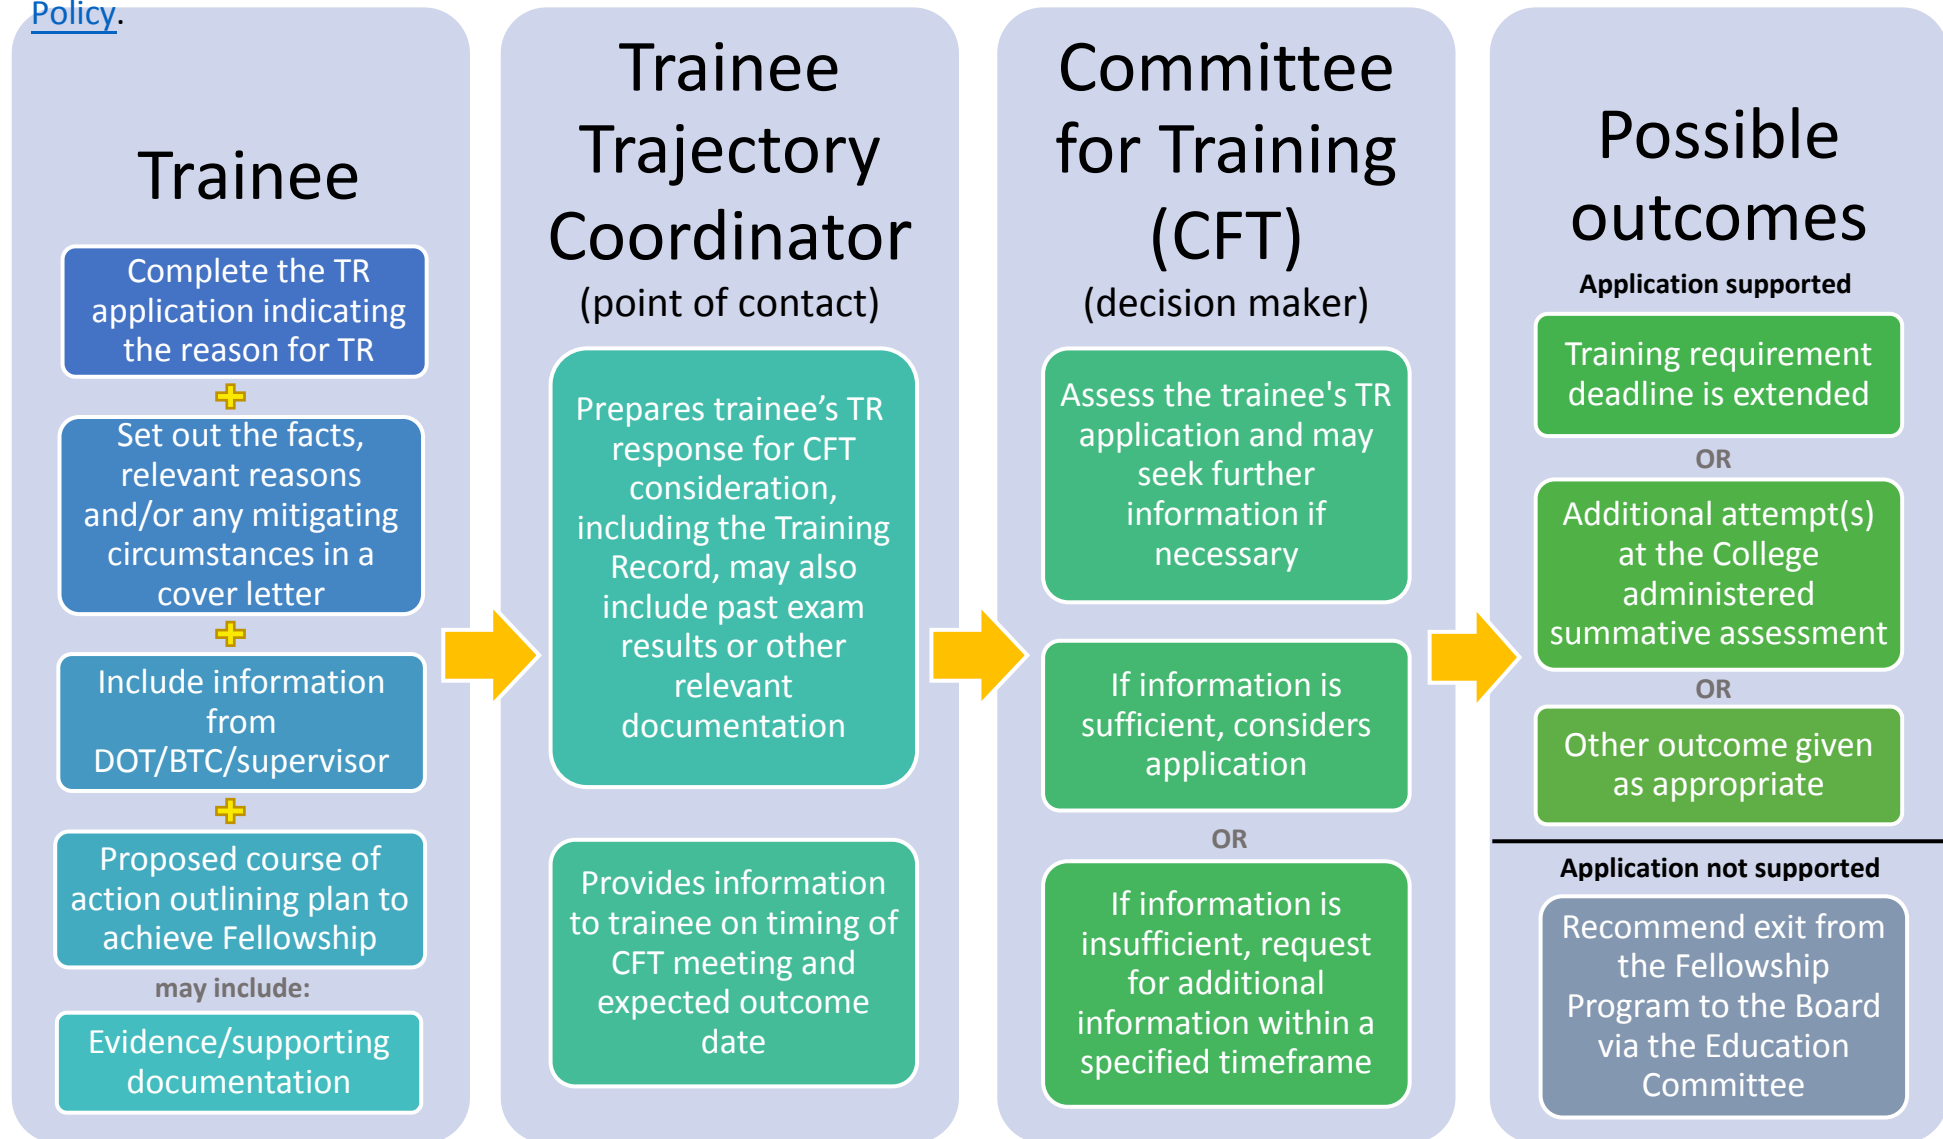 Policy.
Trainee
Complete the TR
application indicating
the reason for TR
Set out the facts,
relevant reasons
and/or any mitigating
circumstances in a
cover letter
Include information
from
DOT/BTC/supervisor
Proposed course of
action outlining plan to
achieve Fellowship
may include:
Evidence/supporting
documentation
Trainee
Trajectory
Coordinator
(point of contact)
Prepares trainee’s TR
response for CFT
consideration,
including the Training
Record, may also
include past exam
results or other
relevant
documentation
Provides information
to trainee on timing of
CFT meeting and
expected outcome
date
Committee
for Training
(CFT)
(decision maker)
Assess the trainee's TR
application and may
seek further
information if
necessary
If information is
sufficient, considers
application
OR
If information is
insufficient, request
for additional
information within a
specified timeframe
Possible
outcomes
Application supported
Training requirement
deadline is extended
OR
Additional attempt(s)
at the College
administered
summative assessment
OR
Other outcome given
as appropriate
Application not supported
Recommend exit from
the Fellowship
Program to the Board
via the Education
Committee